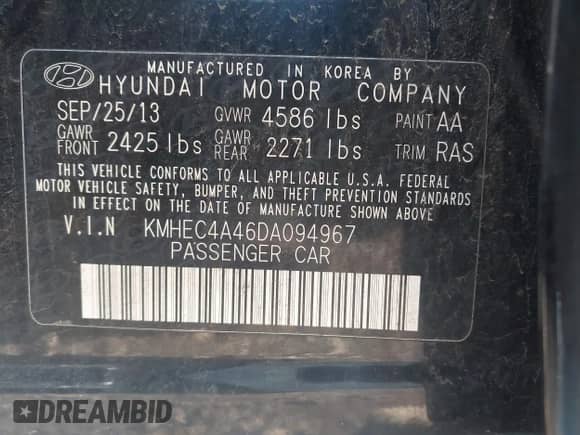 MANUFACTURED IN KOREA BY
HYUNDAI MOTOR COMPANY
SEP/25/13 GVWR 4586 lbs PAINT AA
GAWR FRONT 2425 lbs GAWR REAR 2271 lbs TRIM RAS
THIS VEHICLE CONFORMS TO ALL APPLICABLE U.S.A. FEDERAL
MOTOR VEHICLE SAFETY, BUMPER, AND THEFT PREVENTION STANDARDS
IN EFFECT ON THE DATE OF MANUFACTURE SHOWN ABOVE
V.I.N KMHEC4A46DA094967
PASSENGER CAR
DREAMBID